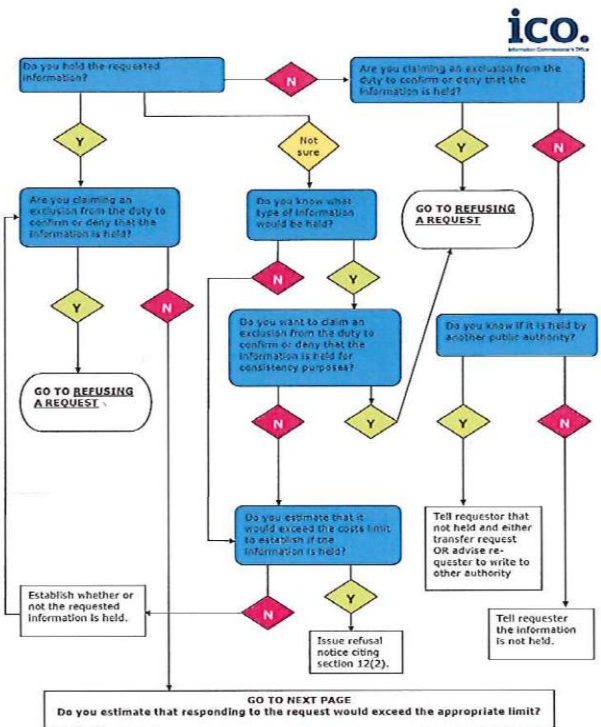 ico.
Information Commissioner's Office
Do you hold the requested
information?
N
Are you claiming an exclusion from the
duty to confirm or deny that the
information is held?
Y
Not
sure
Y
N
Are you claiming an
exclusion from the duty to
confirm or deny that the
information is held?
Do you know what
type of information
would be held?
GO TO REFUSING
A REQUEST
N
Y
Y
N
Do you want to claim an
exclusion from the duty to
confirm or deny that the
information is held for
consistency purposes?
Do you know if it is held by
another public authority?
GO TO REFUSING
A REQUEST
N
Y
Y
N
Do you estimate that it
would exceed the costs limit
to establish if the
information is held?
Tell requestor that
not held and either
transfer request
OR advise re-
quester to write to
other authority
Establish whether or
not the requested
information is held.
N
Y
Tell requester
the information
is not held.
Issue refusal
notice citing
section 12(2).
GO TO NEXT PAGE
Do you estimate that responding to the request would exceed the appropriate limit?